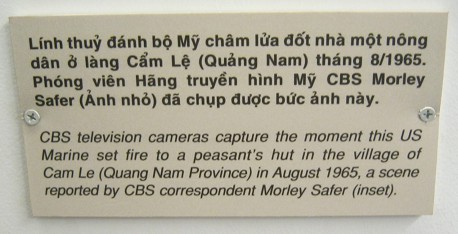 Lính thuỷ đánh bộ Mỹ châm lửa đốt nhà một nông
dân ở làng Cẩm Lệ (Quảng Nam) tháng 8/1965.
Phóng viên Hãng truyền hình Mỹ CBS Morley
Safer (Ảnh nhỏ) đã chụp được bức ảnh này.
CBS television cameras capture the moment this US
Marine set fire to a peasant's hut in the village of
Cam Le (Quang Nam Province) in August 1965, a scene
reported by CBS correspondent Morley Safer (inset).